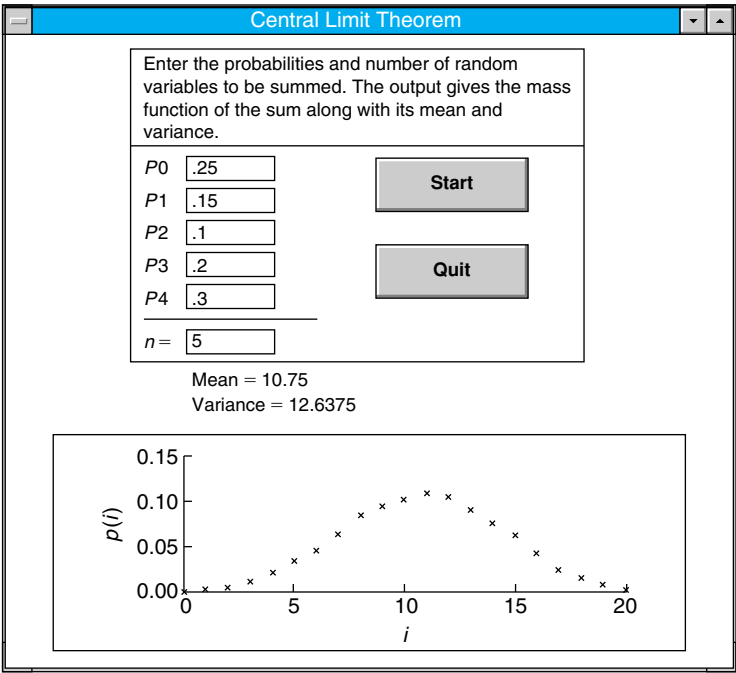 Central Limit Theorem
Enter the probabilities and number of random
variables to be summed. The output gives the mass
function of the sum along with its mean and
variance.
P0 .25
P1 .15
P2 .1
P3 .2
P4 .3
n = 5
Start
Quit
Mean = 10.75
Variance = 12.6375
p(i)
0.15
0.10
0.05
0.00
0 5 10 15 20
i